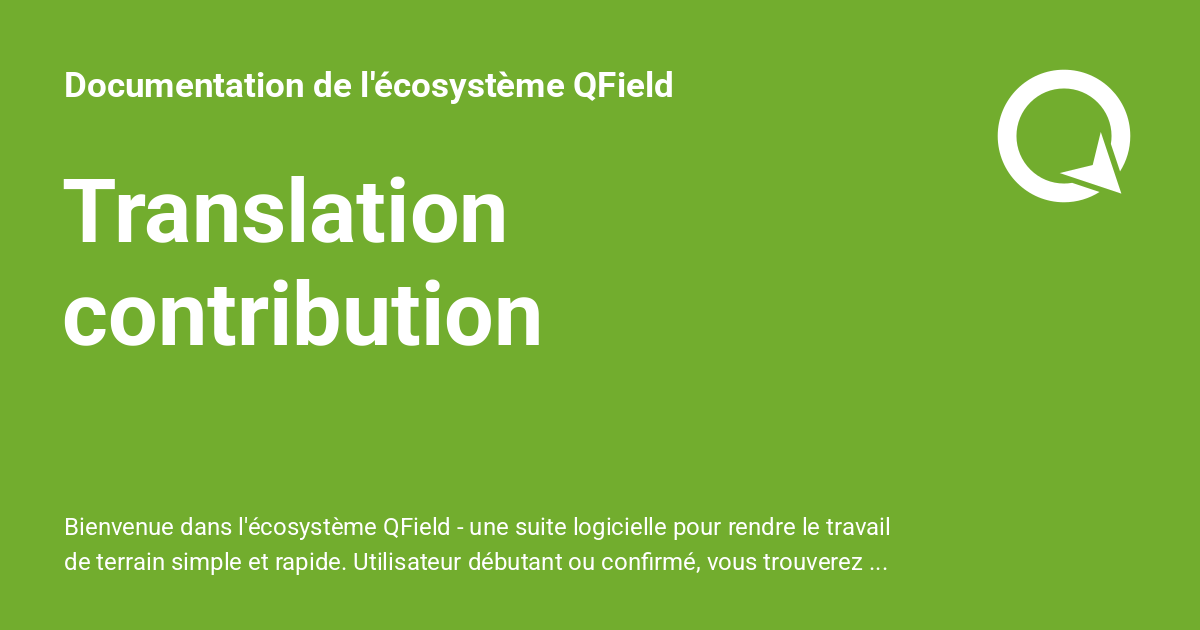 Documentation de l'écosystème QField
Translation
contribution
Bienvenue dans l'écosystème QField - une suite logicielle pour rendre le travail
de terrain simple et rapide. Utilisateur débutant ou confirmé, vous trouverez ...